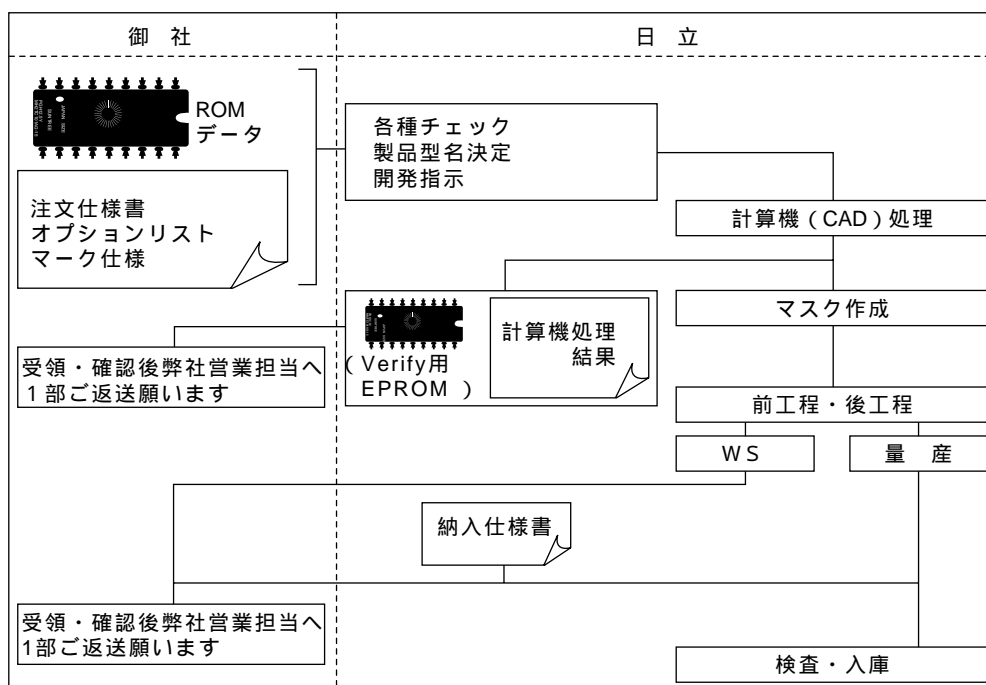 御 社
日 立
ROM
データ
注文仕様書
オプションリスト
マーク仕様
各種チェック
製品型名決定
開発指示
計算機（CAD）処理
マスク作成
計算機処理
結果
（Verify用
EPROM ）
受領・確認後弊社営業担当へ
１部ご返送願います
前工程・後工程
ＷＳ
量 産
納入仕様書
受領・確認後弊社営業担当へ
1部ご返送願います
検査・入庫